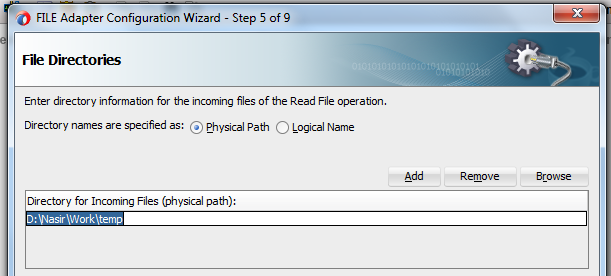 FILE Adapter Configuration Wizard - Step 5 of 9
File Directories
Enter directory information for the incoming files of the Read File operation.
Directory names are specified as: Physical Path Logical Name
Add Remove Browse
Directory for Incoming Files (physical path):
D:\Nasir\Work\temp